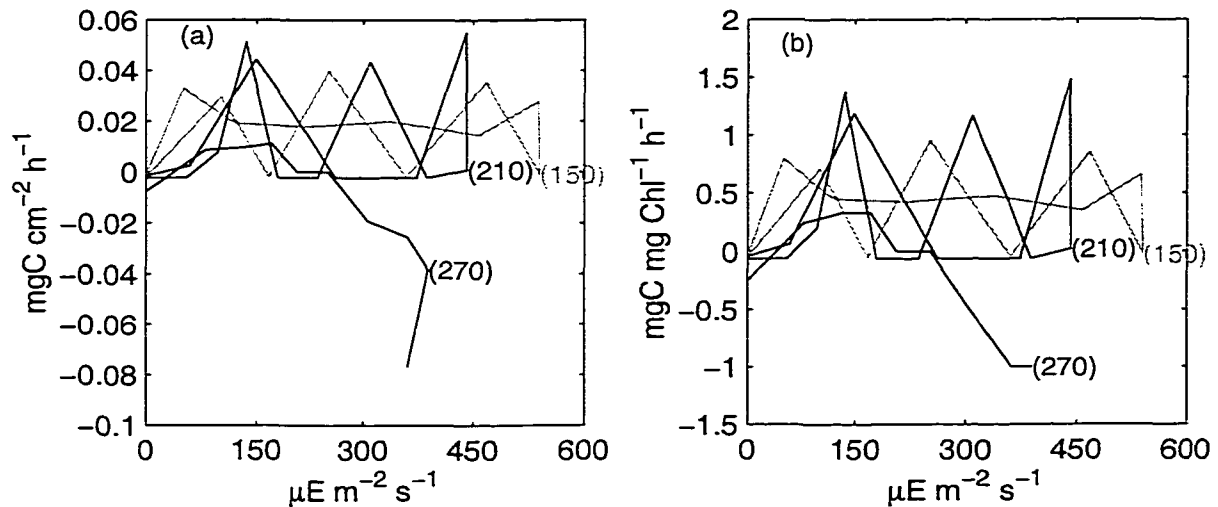 (a)
0.06
0.04
0.02
0
−0.02
−0.04
−0.06
−0.08
−0.1
mgC cm⁻² h⁻¹
(210)
(150)
(270)
0 150 300 450 600
μE m⁻² s⁻¹
(b)
2
1.5
1
0.5
0
−0.5
−1
−1.5
mgC mg Chl⁻¹ h⁻¹
(210)
(150)
(270)
0 150 300 450 600
μE m⁻² s⁻¹